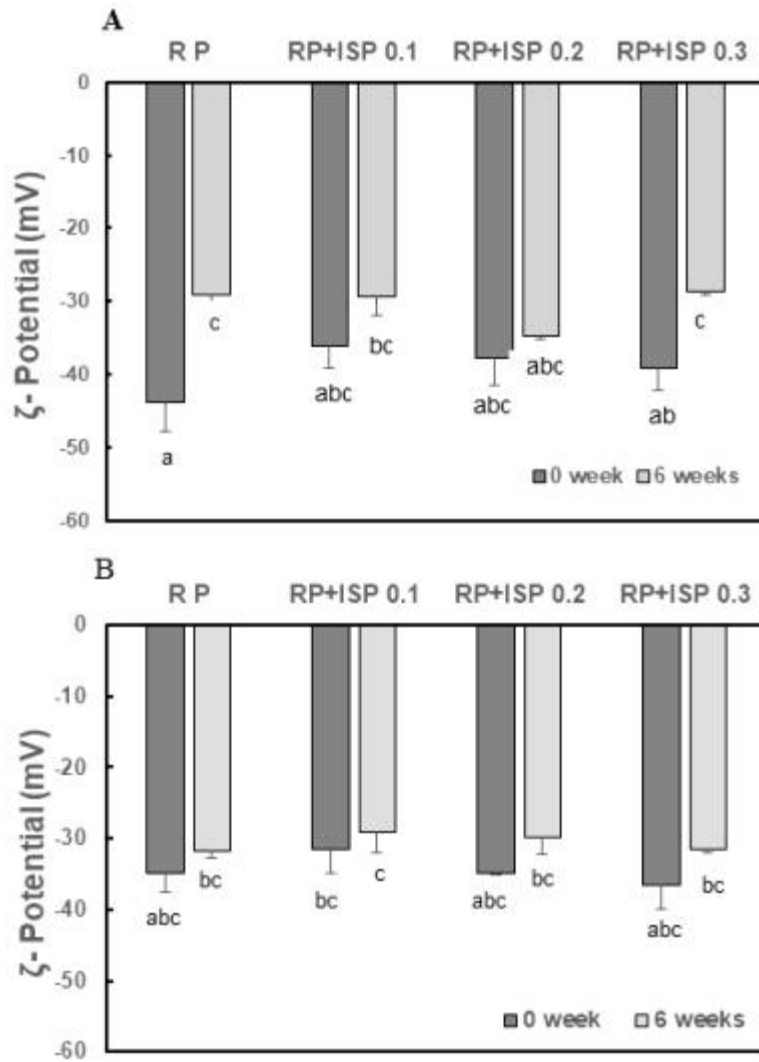 A
R P RP+ISP 0.1 RP+ISP 0.2 RP+ISP 0.3
0
-10
-20
-30
-40
-50
-60
ζ- Potential (mV)
c bc abc c
a abc abc ab
0 week 6 weeks
B
R P RP+ISP 0.1 RP+ISP 0.2 RP+ISP 0.3
0
-10
-20
-30
-40
-50
-60
ζ- Potential (mV)
bc c bc bc
abc bc abc abc
0 week 6 weeks